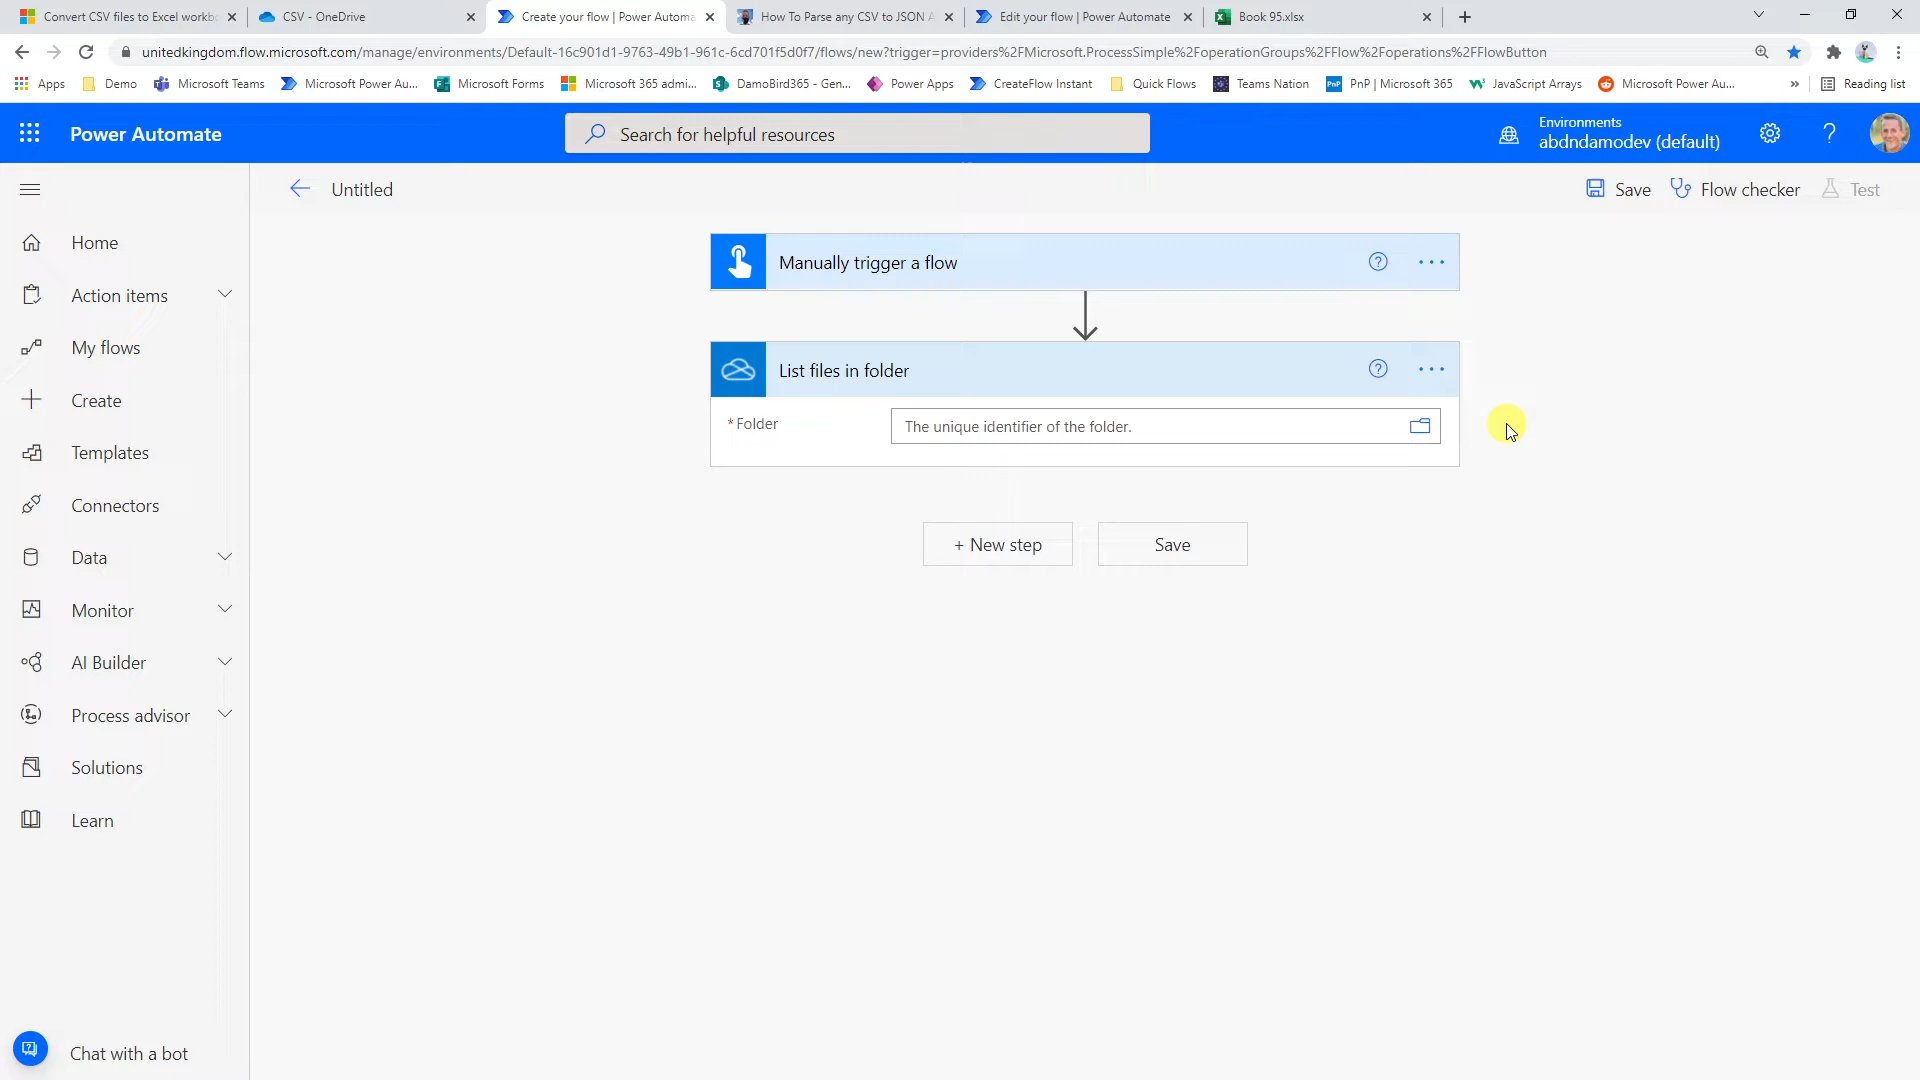 Convert CSV files to Excel workb
CSV - OneDrive
Create your flow | Power Automa
How To Parse any CSV to JSON A
Edit your flow | Power Automate
Book 95.xlsx
unitedkingdom.flow.microsoft.com/manage/environments/Default-16c901d1-9763-49b1-961c-6cd701f5d0f7/flows/new?trigger=providers%2FMicrosoft.ProcessSimple%2FoperationGroups%2FFlow%2Foperations%2FFlowButton
Apps
Demo
Microsoft Teams
Microsoft Power Au...
Microsoft Forms
Microsoft 365 admi...
DamoBird365 - Gen...
Power Apps
CreateFlow Instant
Quick Flows
Teams Nation
PnP | Microsoft 365
JavaScript Arrays
Microsoft Power Au...
»
Reading list
Power Automate
Search for helpful resources
Environments
abdndamodev (default)
Untitled
Save
Flow checker
Test
Home
Action items
My flows
Create
Templates
Connectors
Data
Monitor
AI Builder
Process advisor
Solutions
Learn
Chat with a bot
Manually trigger a flow
List files in folder
* Folder
The unique identifier of the folder.
+ New step
Save